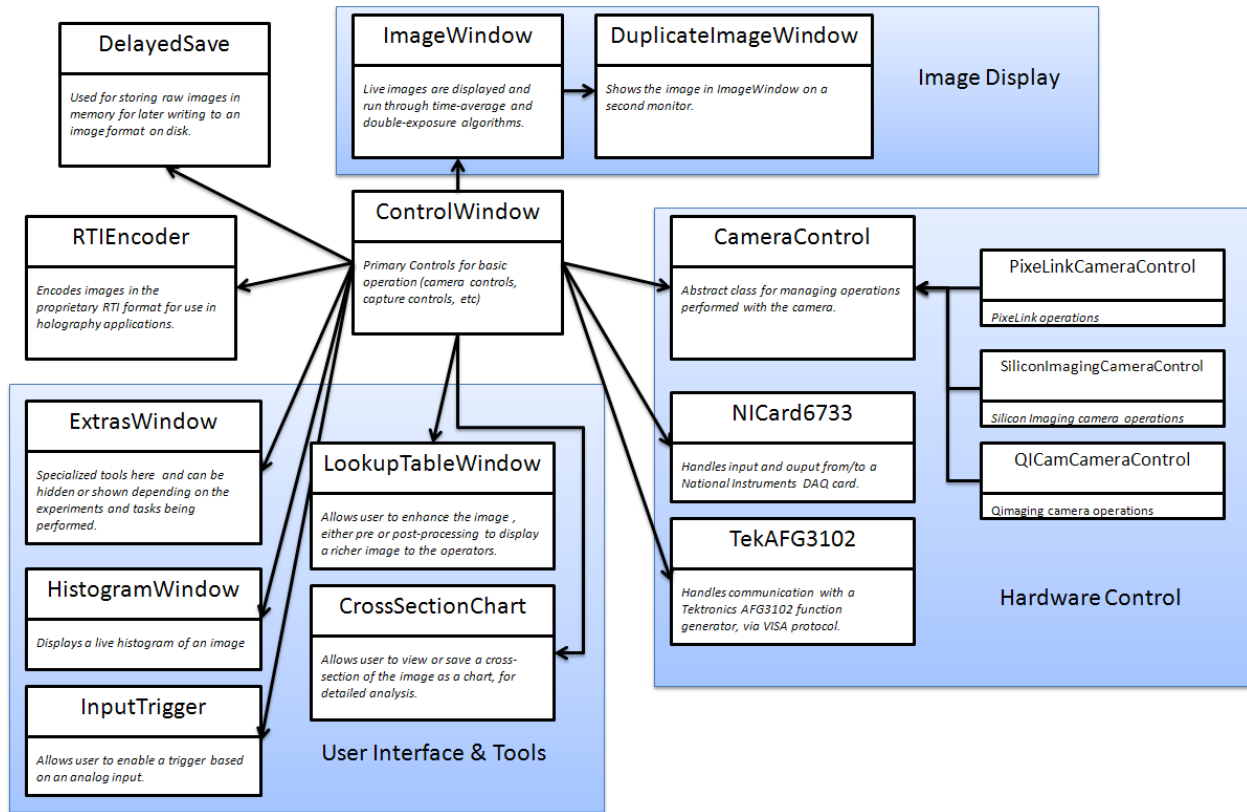 DelayedSave
Used for storing raw images in
memory for later writing to an
image format on disk.
ImageWindow
Live images are displayed and
run through time-average and
double-exposure algorithms.
DuplicateImageWindow
Shows the image in ImageWindow on a
second monitor.
Image Display
RTIEncoder
Encodes images in the
proprietary RTI format for use in
holography applications.
ControlWindow
Primary Controls for basic
operation (camera controls,
capture controls, etc)
CameraControl
Abstract class for managing operations
performed with the camera.
PixeLinkCameraControl
PixeLink operations
SiliconImagingCameraControl
Silicon Imaging camera operations
QICamCameraControl
Qimaging camera operations
NICard6733
Handles input and ouput from/to a
National Instruments DAQ card.
TekAFG3102
Handles communication with a
Tektronics AFG3102 function
generator, via VISA protocol.
Hardware Control
ExtrasWindow
Specialized tools here and can be
hidden or shown depending on the
experiments and tasks being
performed.
LookupTableWindow
Allows user to enhance the image ,
either pre or post-processing to display
a richer image to the operators.
HistogramWindow
Displays a live histogram of an image
CrossSectionChart
Allows user to view or save a cross-
section of the image as a chart, for
detailed analysis.
InputTrigger
Allows user to enable a trigger based
on an analog input.
User Interface & Tools